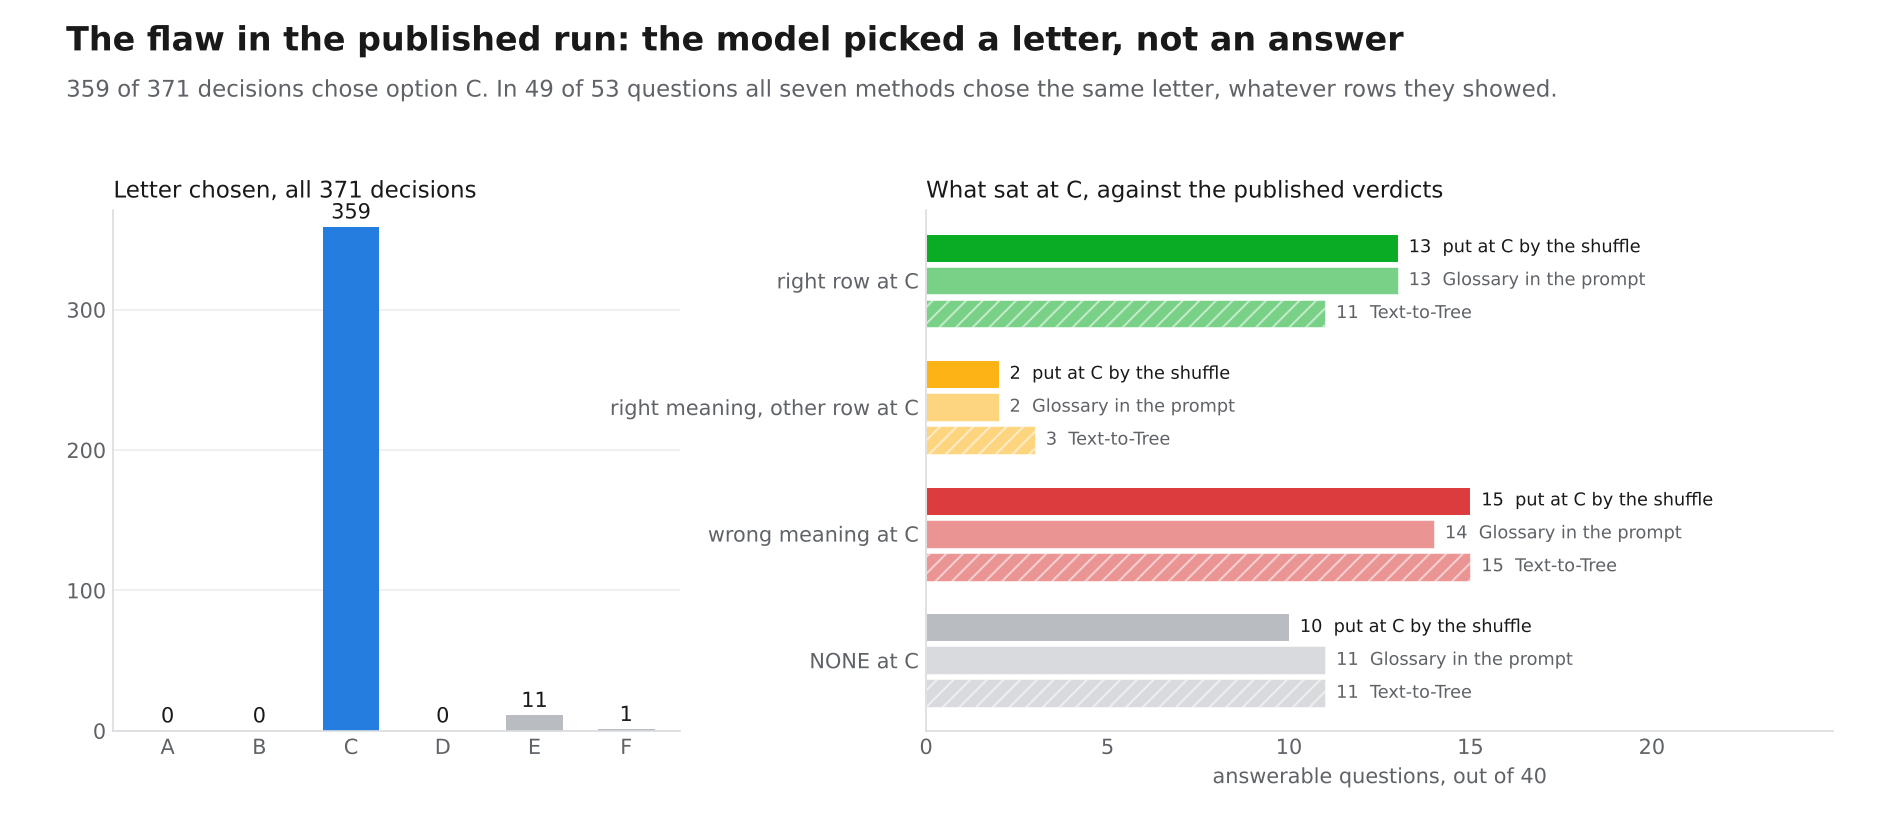 The flaw in the published run: the model picked a letter, not an answer
359 of 371 decisions chose option C. In 49 of 53 questions all seven methods chose the same letter, whatever rows they showed.
Letter chosen, all 371 decisions
359
300
200
100
0
0
0
0
11
1
A B C D E F
What sat at C, against the published verdicts
right row at C
13 put at C by the shuffle
13 Glossary in the prompt
11 Text-to-Tree
right meaning, other row at C
2 put at C by the shuffle
2 Glossary in the prompt
3 Text-to-Tree
wrong meaning at C
15 put at C by the shuffle
14 Glossary in the prompt
15 Text-to-Tree
NONE at C
10 put at C by the shuffle
11 Glossary in the prompt
11 Text-to-Tree
0 5 10 15 20
answerable questions, out of 40